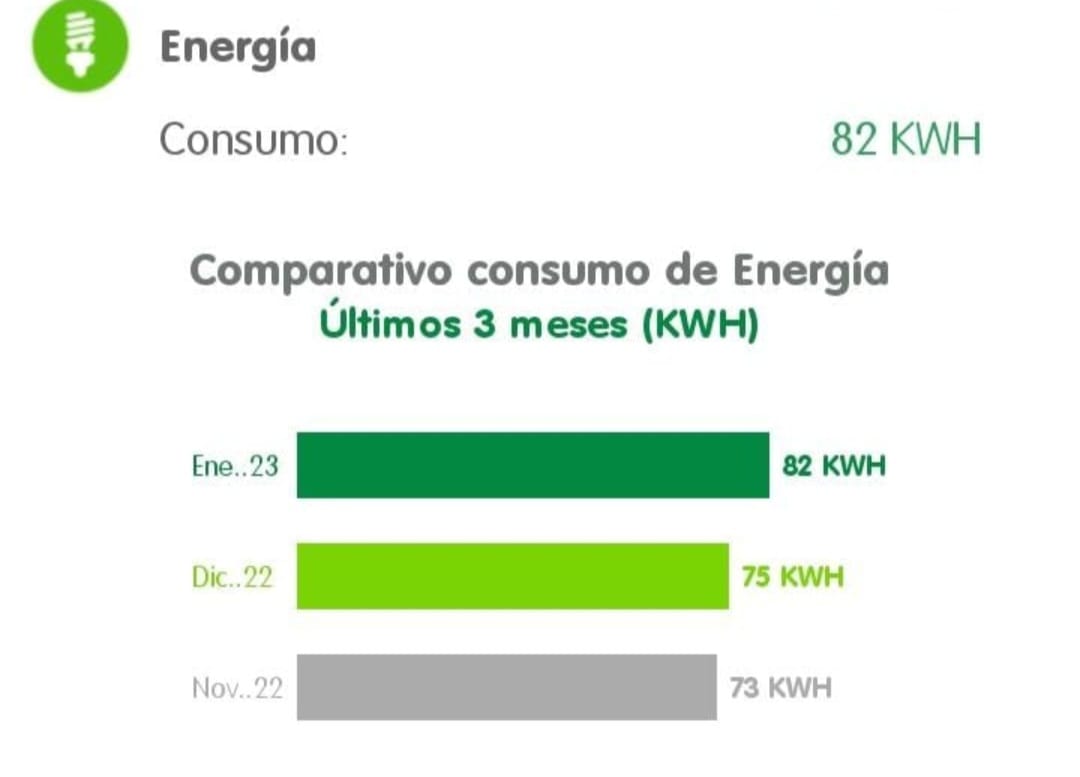 Energía
Consumo: 82 KWH
Comparativo consumo de Energía
Últimos 3 meses (KWH)
Ene..23 82 KWH
Dic..22 75 KWH
Nov..22 73 KWH